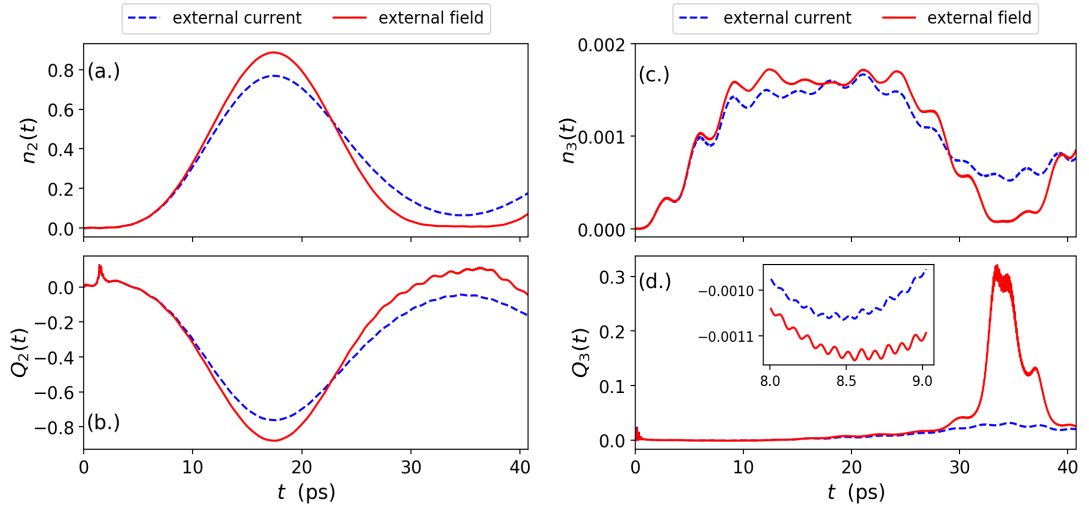 external current external field
external current external field
(a.)
n₂(t)
0.8
0.6
0.4
0.2
0.0
(c.)
n₃(t)
0.002
0.001
0.000
(b.)
Q₂(t)
0.0
−0.2
−0.4
−0.6
−0.8
0 10 20 30 40
t (ps)
(d.)
Q₃(t)
0.3
0.2
0.1
0.0
−0.0010
−0.0011
8.0 8.5 9.0
0 10 20 30 40
t (ps)